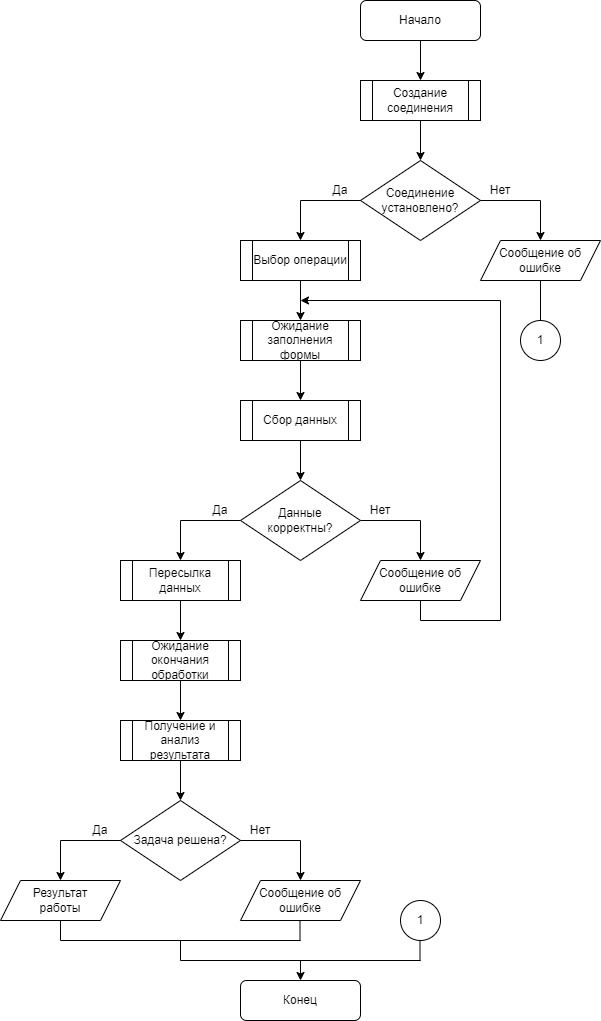 Начало
Создание
соединения
Да
Соединение
установлено?
Нет
Выбор операции
Сообщение об
ошибке
Ожидание
заполнения
формы
1
Сбор данных
Да
Данные
корректны?
Нет
Пересылка
данных
Сообщение об
ошибке
Ожидание
окончания
обработки
Получение и
анализ
результата
Да
Задача решена?
Нет
Результат
работы
Сообщение об
ошибке
1
Конец